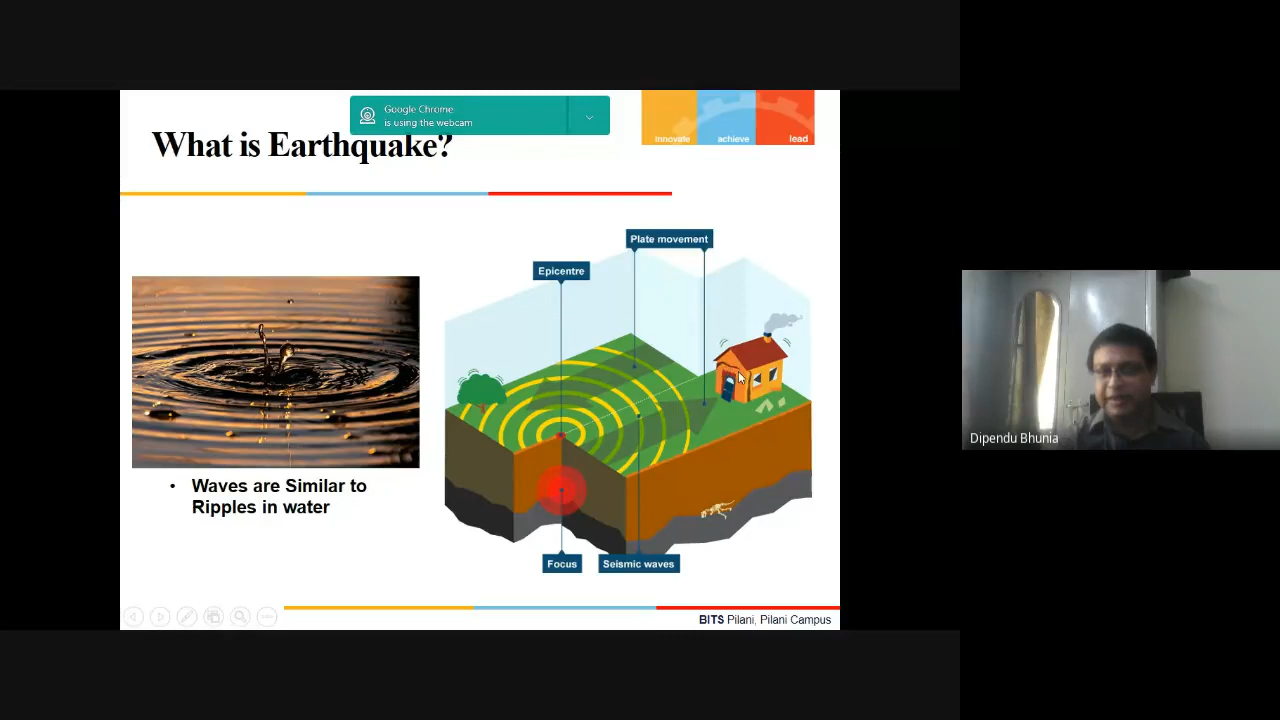 Google Chrome
is using the webcam
What is Earthquake?
innovate achieve lead
Plate movement
Epicentre
Waves are Similar to
Ripples in water
Focus
Seismic waves
BITS Pilani, Pilani Campus
Dipendu Bhunia